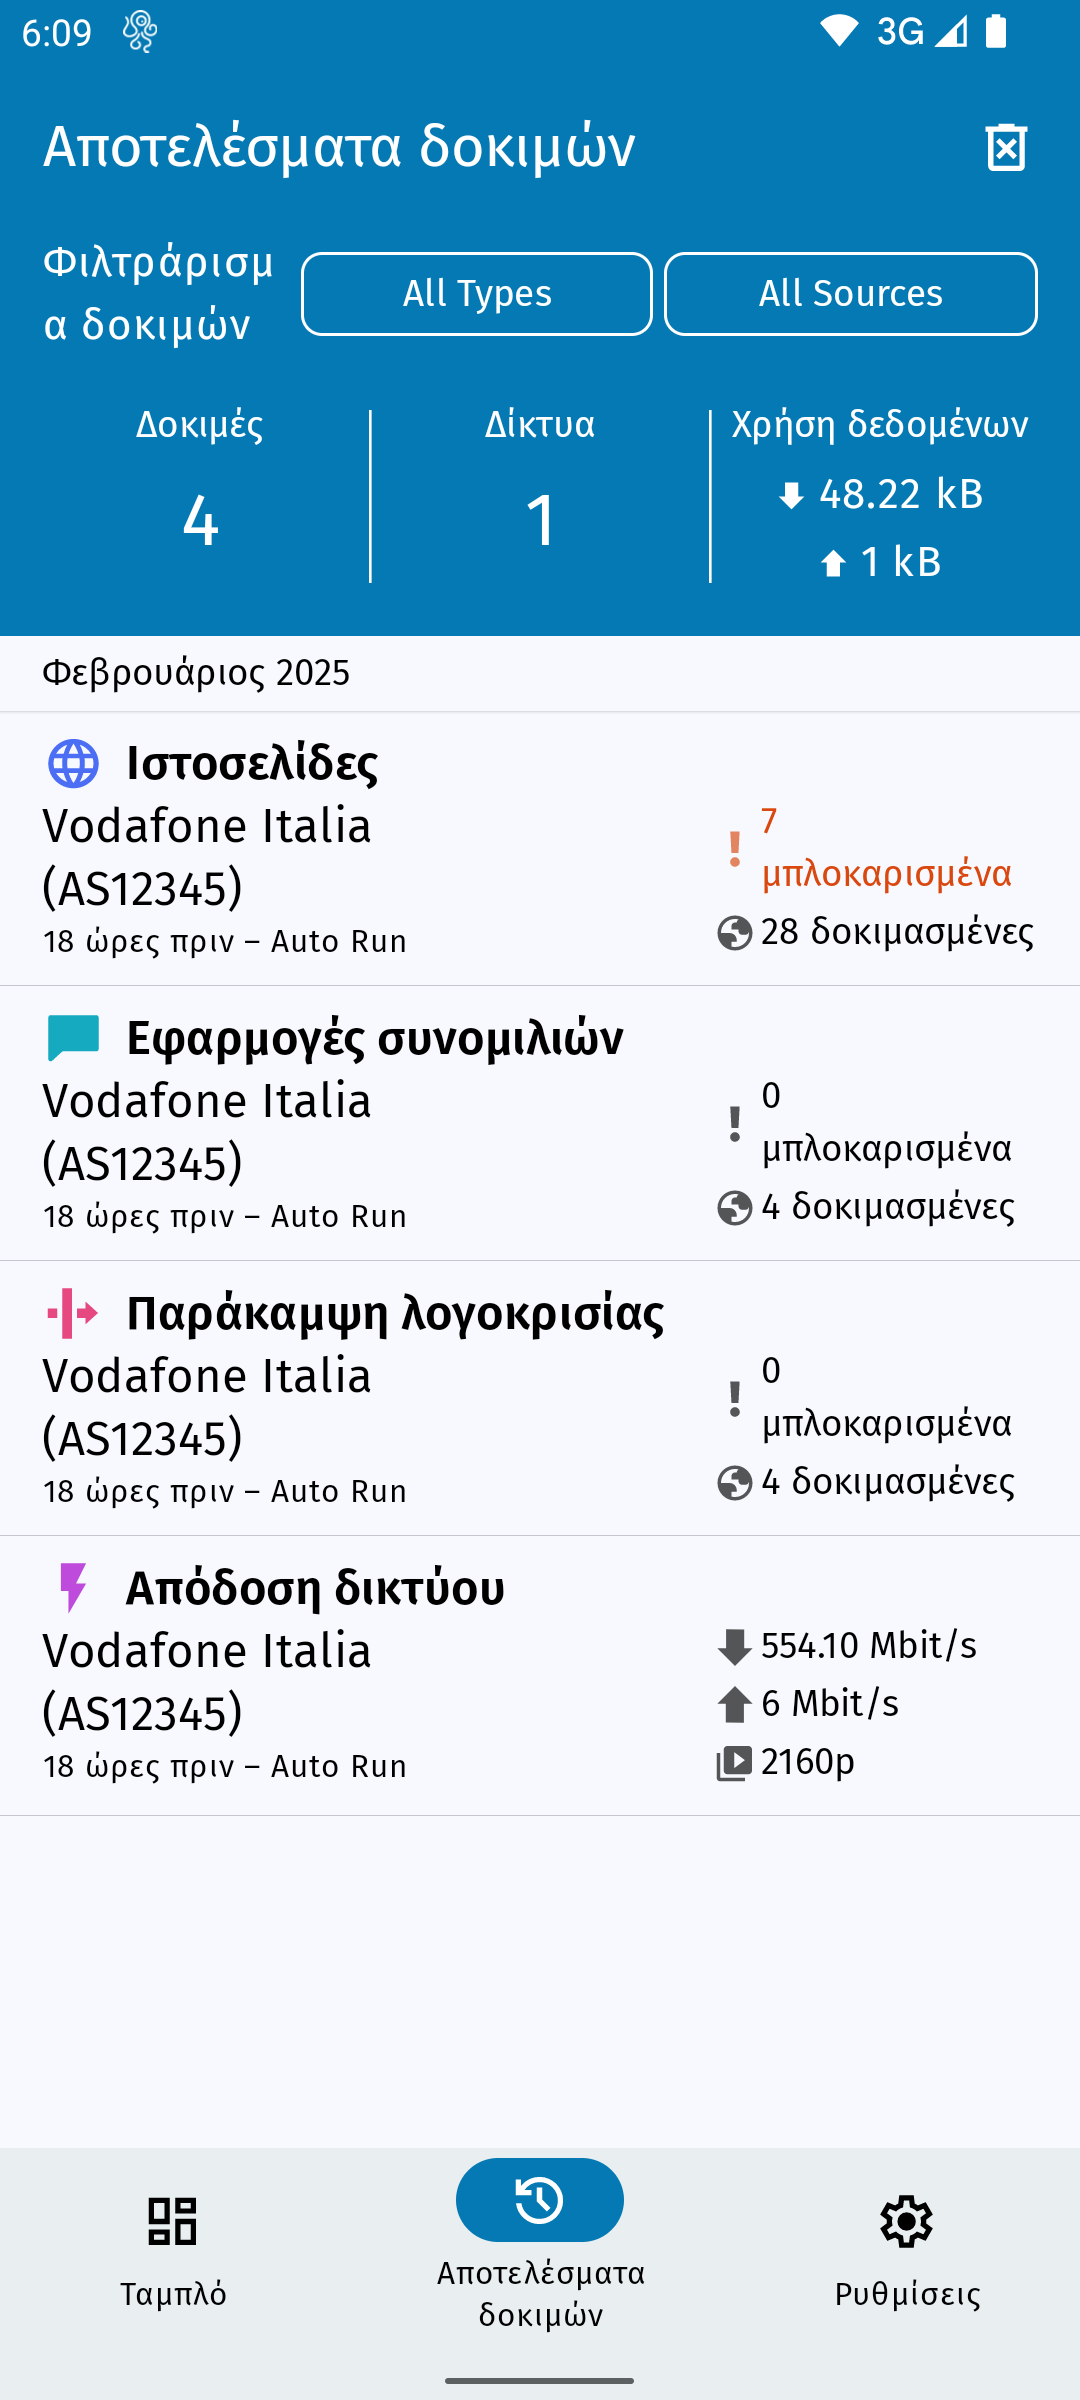 6:09
3G
Αποτελέσματα δοκιμών
Φιλτράρισμ
α δοκιμών
All Types
All Sources
Δοκιμές
4
Δίκτυα
1
Χρήση δεδομένων
48.22 kB
1 kB
Φεβρουάριος 2025
Ιστοσελίδες
Vodafone Italia
(AS12345)
18 ώρες πριν – Auto Run
7
μπλοκαρισμένα
28 δοκιμασμένες
Εφαρμογές συνομιλιών
Vodafone Italia
(AS12345)
18 ώρες πριν – Auto Run
0
μπλοκαρισμένα
4 δοκιμασμένες
Παράκαμψη λογοκρισίας
Vodafone Italia
(AS12345)
18 ώρες πριν – Auto Run
0
μπλοκαρισμένα
4 δοκιμασμένες
Απόδοση δικτύου
Vodafone Italia
(AS12345)
18 ώρες πριν – Auto Run
554.10 Mbit/s
6 Mbit/s
2160p
Ταμπλό
Αποτελέσματα
δοκιμών
Ρυθμίσεις